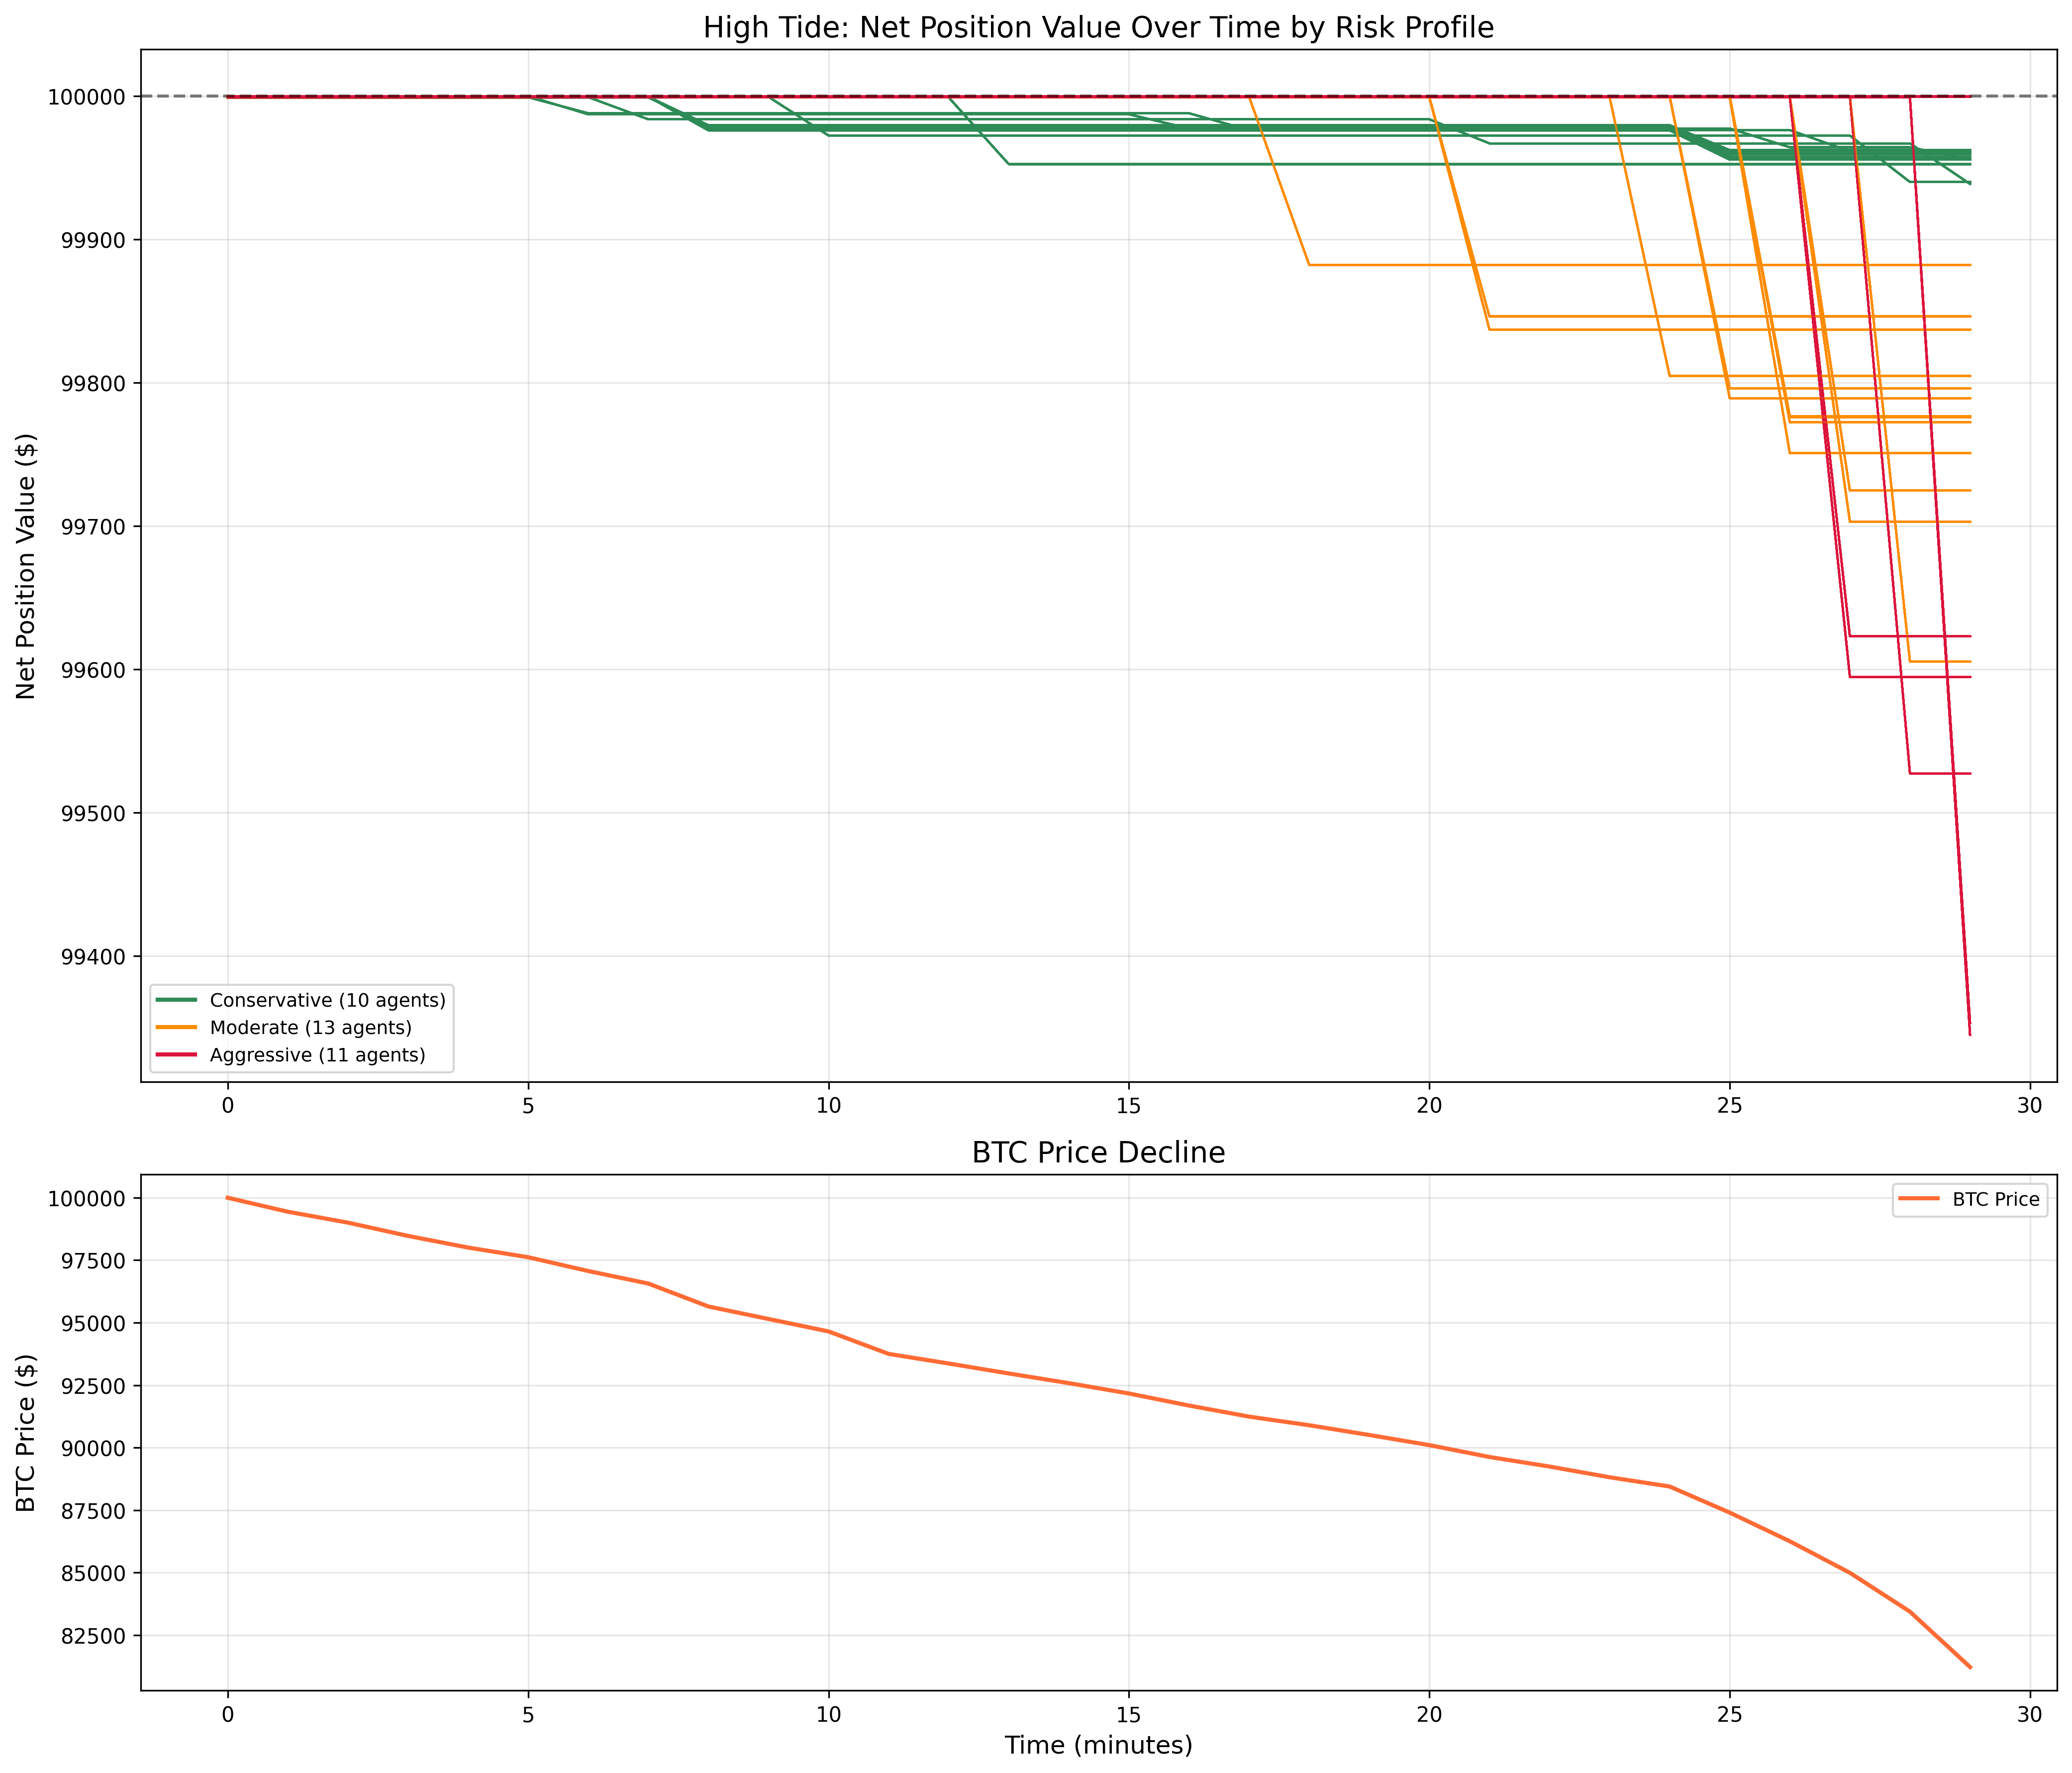 High Tide: Net Position Value Over Time by Risk Profile
Net Position Value ($)
100000
99900
99800
99700
99600
99500
99400
Conservative (10 agents)
Moderate (13 agents)
Aggressive (11 agents)
0 5 10 15 20 25 30
BTC Price Decline
BTC Price ($)
100000
97500
95000
92500
90000
87500
85000
82500
BTC Price
0 5 10 15 20 25 30
Time (minutes)